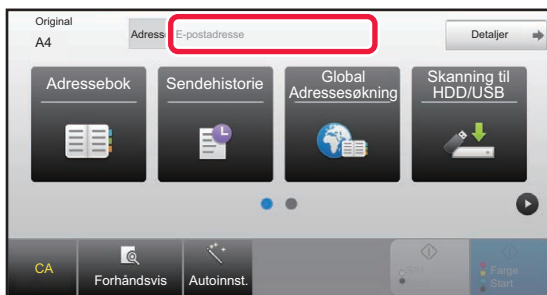 Original
A4
Adress
E-postadresse
Detaljer
Adressebok
Sendehistorie
Global
Adressesøkning
Skanning til
HDD/USB
CA
Forhåndsvis
Autoinnst.
Farge
Start